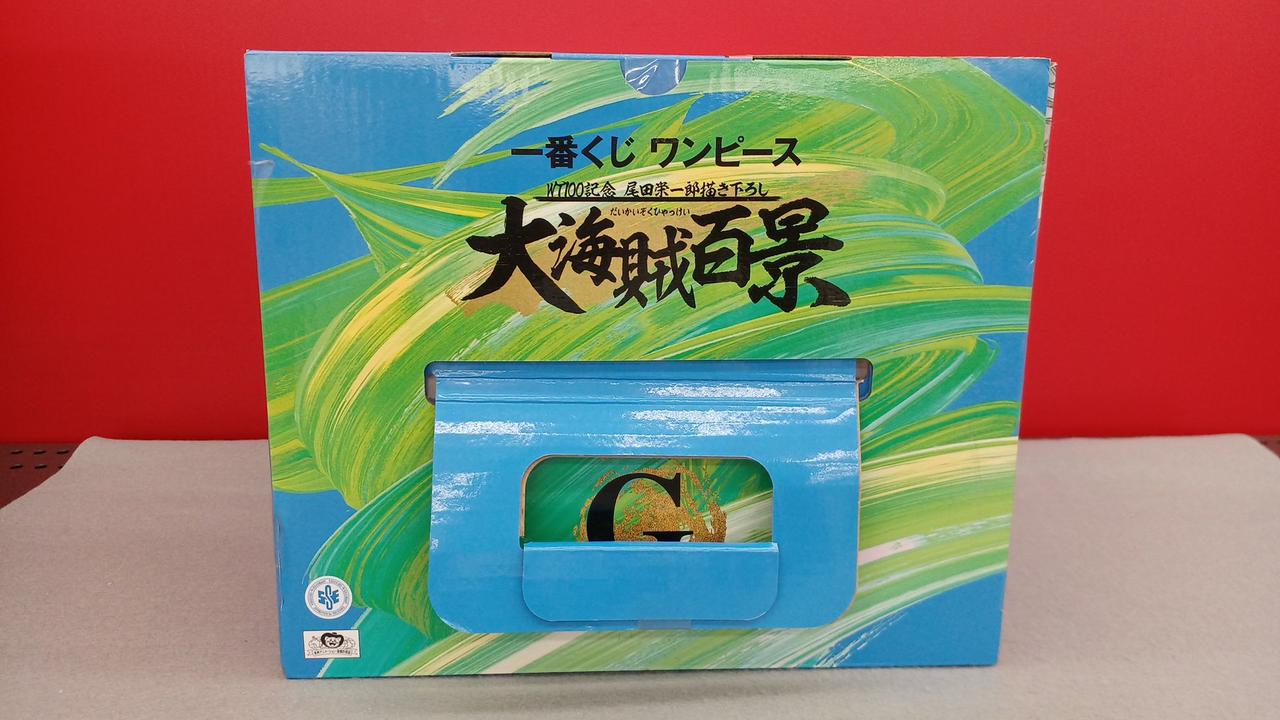 一番くじ ワンピース
WT100記念 尾田栄一郎描き下ろし
だいかいぞくひゃっけい
大海賊百景
G